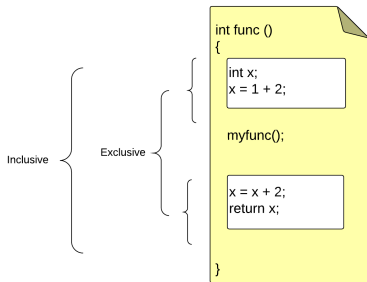 int func ()
{
int x;
x = 1 + 2;
myfunc();
x = x + 2;
return x;
}
Inclusive
Exclusive